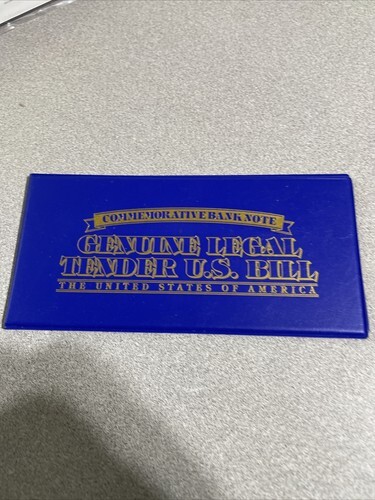 COMMEMORATIVE BANK NOTE
GENUINE LEGAL
TENDER U.S. BILL
THE UNITED STATES OF AMERICA